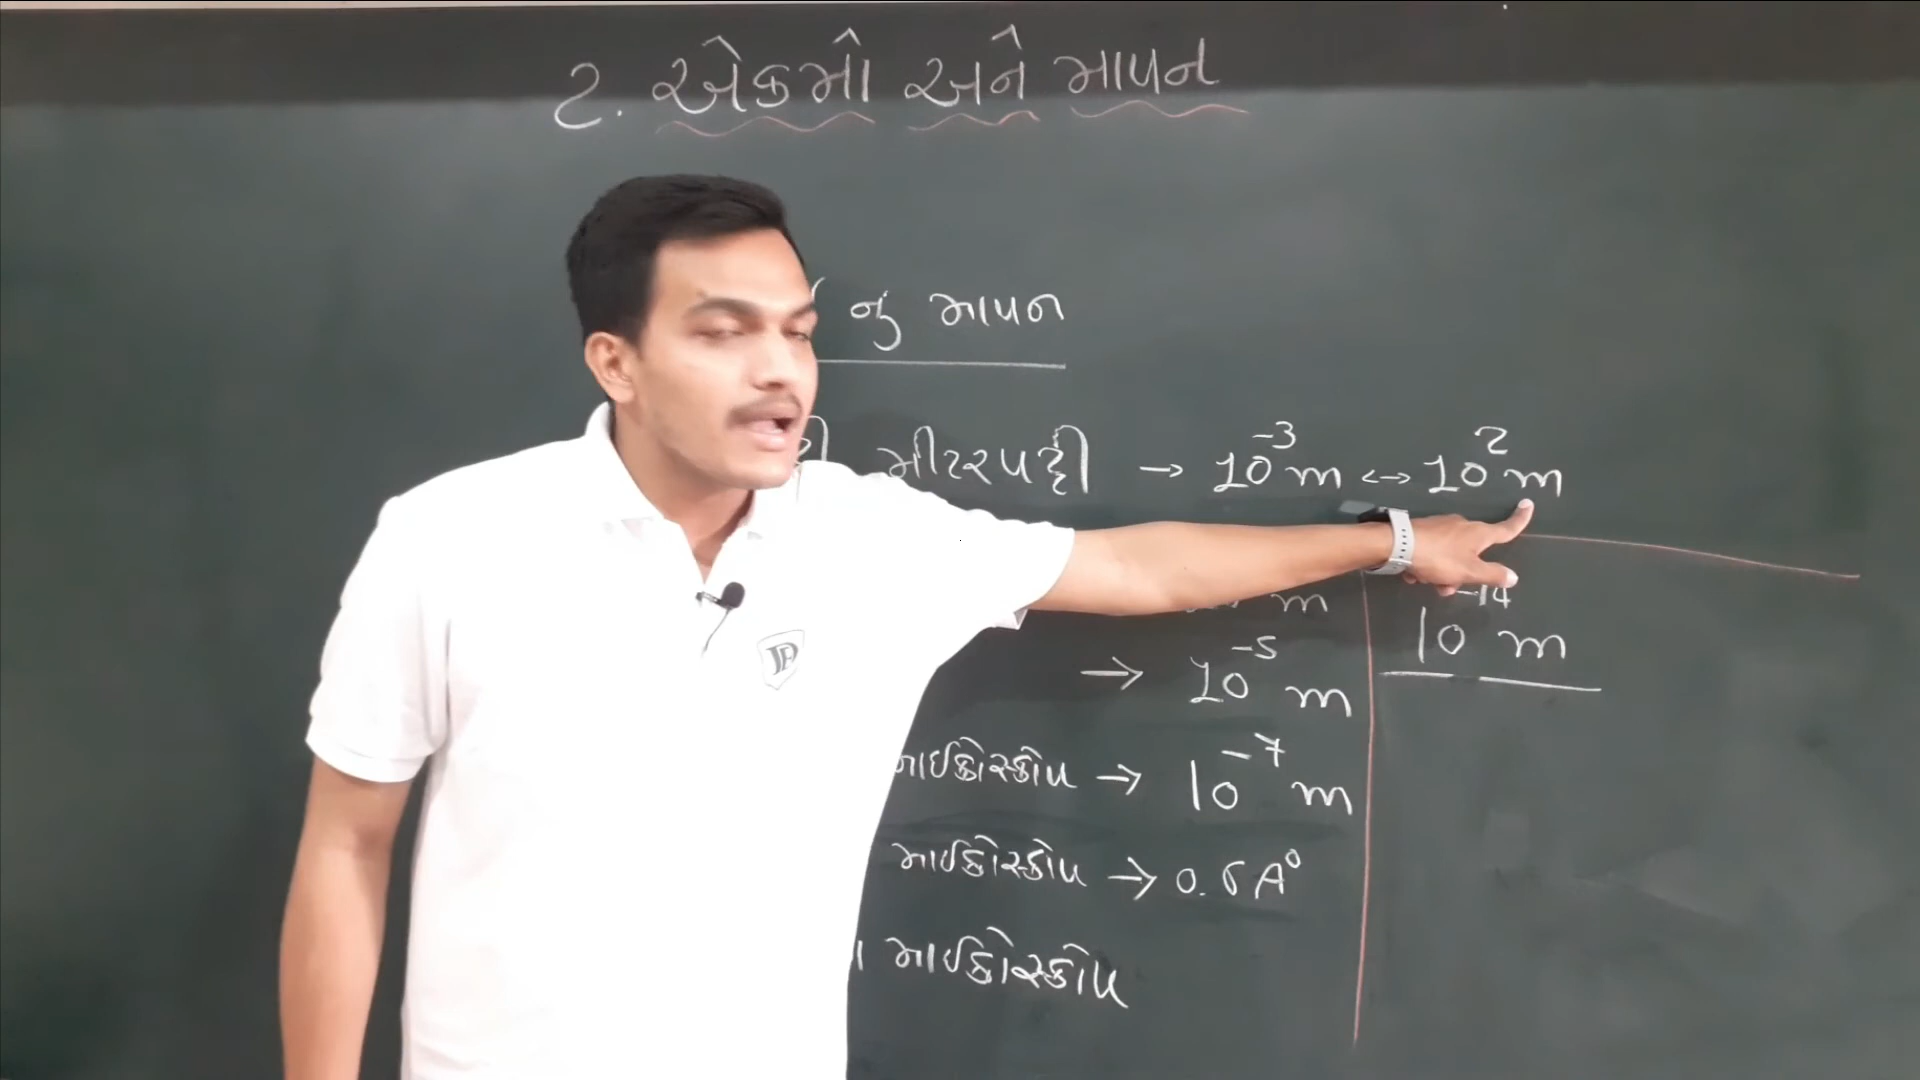 2. એકમો અને માપન
નુ માપન
મીટરપટ્ટી → 10⁻³ m ↔ 10² m
m
10⁻¹⁴ m
→ 10⁻⁵ m
માઈક્રોસ્કોપ → 10⁻⁷ m
માઈક્રોસ્કોપ → 0.6 A⁰
માઈક્રોસ્કોપ